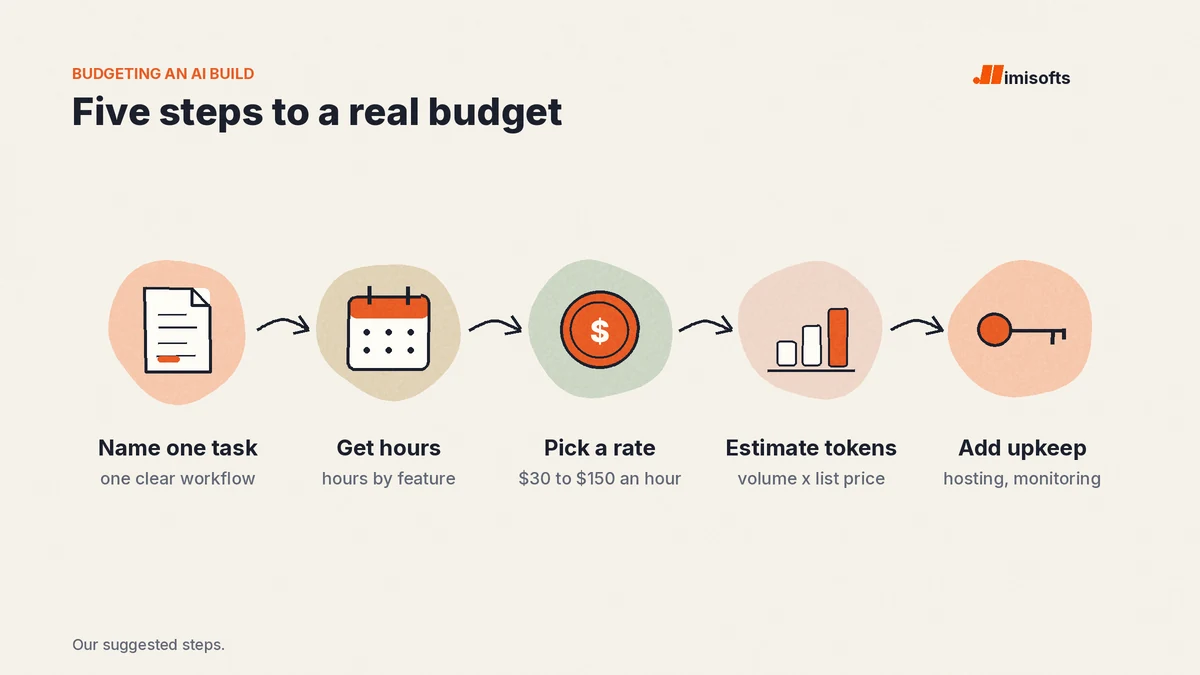 BUDGETING AN AI BUILD
imisofts
Five steps to a real budget
$
Name one task
one clear workflow
Get hours
hours by feature
Pick a rate
$30 to $150 an hour
Estimate tokens
volume x list price
Add upkeep
hosting, monitoring
Our suggested steps.